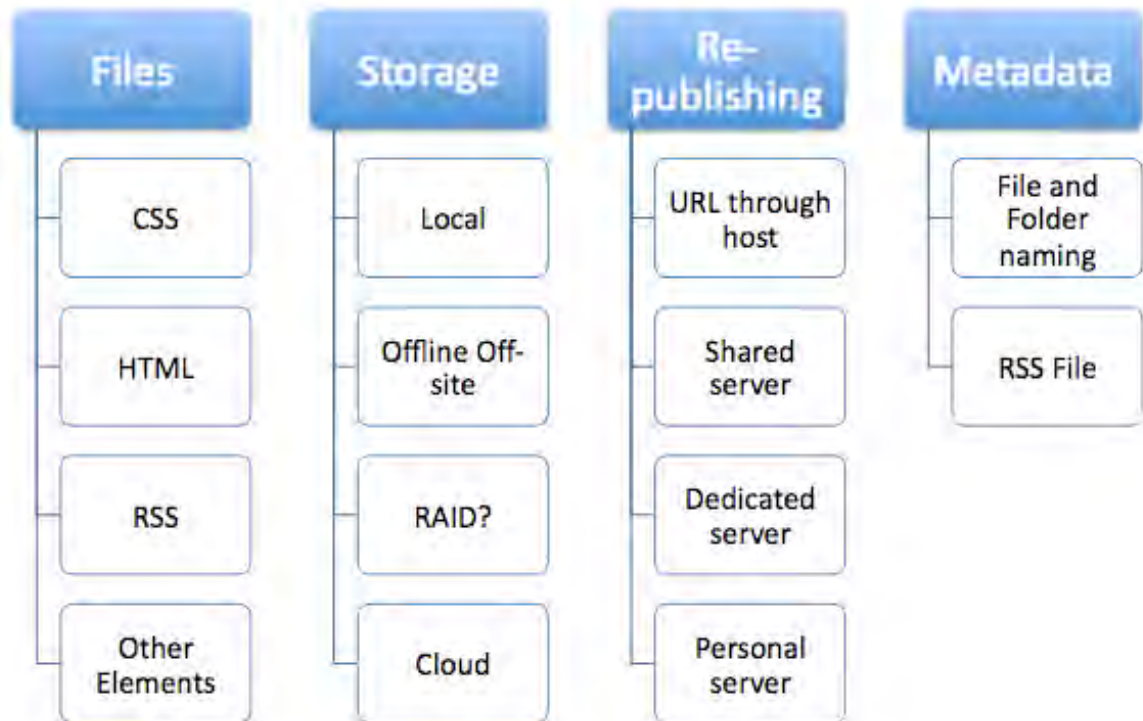 Files
CSS
HTML
RSS
Other
Elements
Storage
Local
Offline Off-
site
RAID?
Cloud
Re-
publishing
URL through
host
Shared
server
Dedicated
server
Personal
server
Metadata
File and
Folder
naming
RSS File